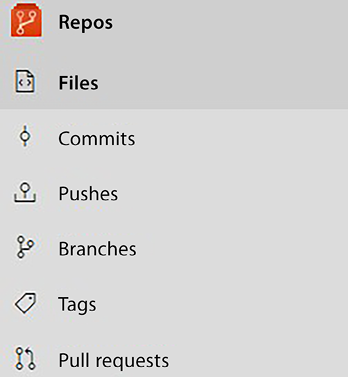 Repos
Files
Commits
Pushes
Branches
Tags
Pull requests